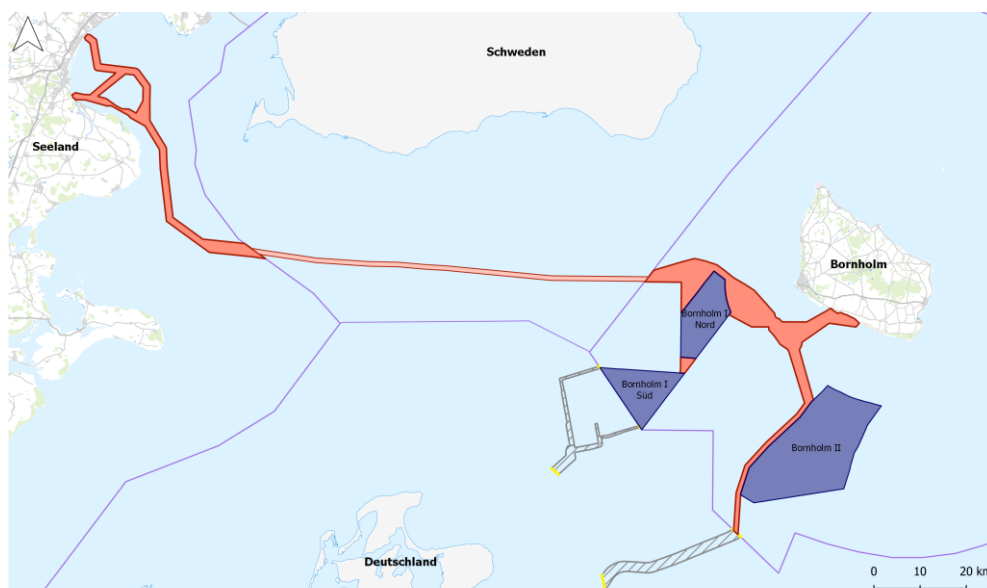 Schweden
Seeland
Bornholm
Bornholm I
Nord
Bornholm I
Süd
Bornholm II
Deutschland
0 10 20 km